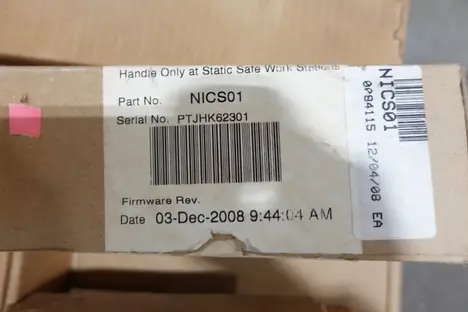 Handle Only at Static Safe Work Stations
Part No. NICS01
Serial No. PTJHK62301
Firmware Rev.
Date 03-Dec-2008 9:44:04 AM
NICS01
0P84115 12/04/08 EA